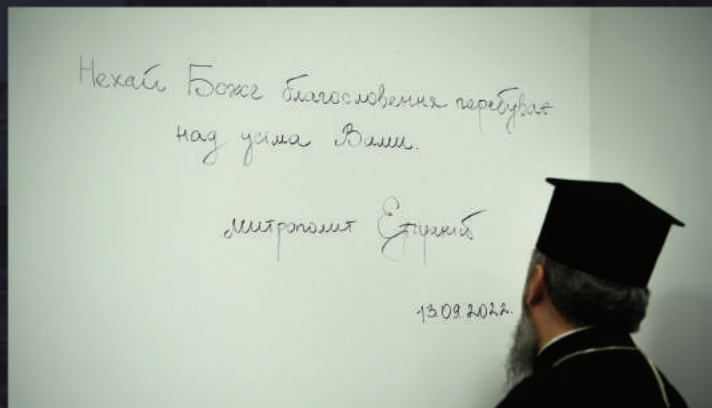 Нехай Боже благословення перебуває
над усіма Вами.
митрополит Епіфаній
13.09.2022.